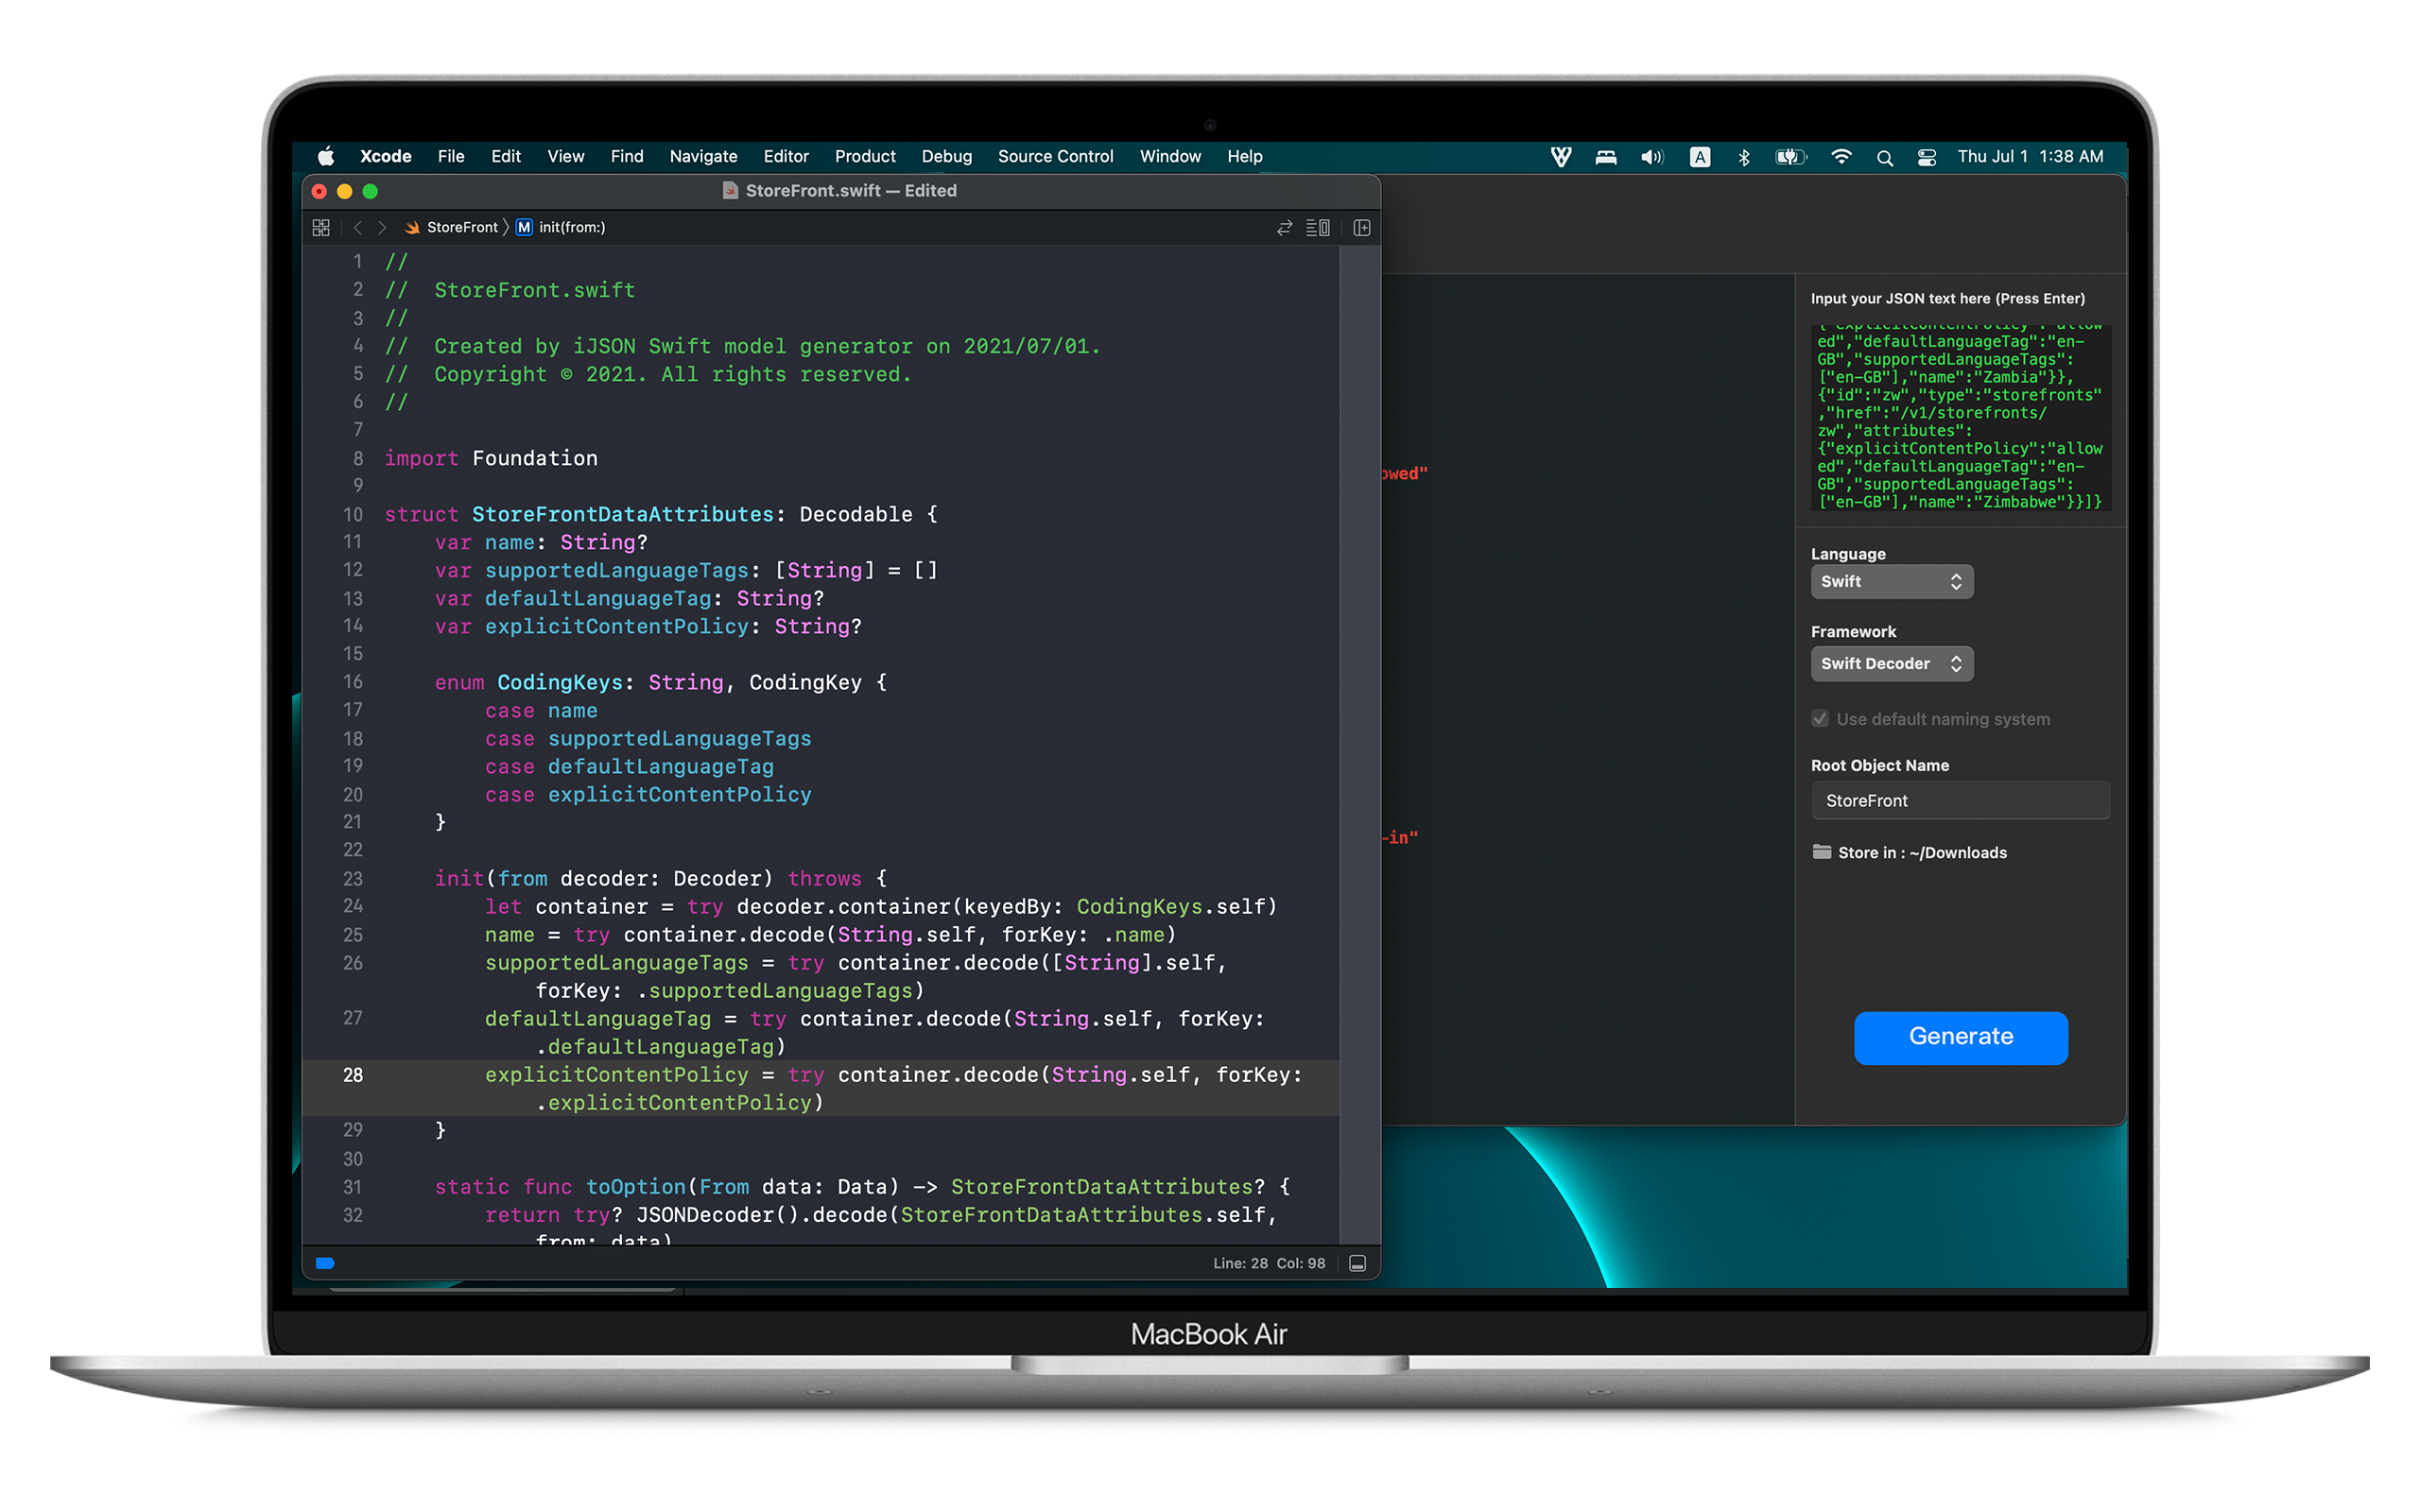 Xcode File Edit View Find Navigate Editor Product Debug Source Control Window Help A Thu Jul 1 1:38 AM
StoreFront.swift — Edited
StoreFront M init(from:)
1 //
2 // StoreFront.swift
3 //
4 // Created by iJSON Swift model generator on 2021/07/01.
5 // Copyright © 2021. All rights reserved.
6 //
7
8 import Foundation
9
10 struct StoreFrontDataAttributes: Decodable {
11 var name: String?
12 var supportedLanguageTags: [String] = []
13 var defaultLanguageTag: String?
14 var explicitContentPolicy: String?
15
16 enum CodingKeys: String, CodingKey {
17 case name
18 case supportedLanguageTags
19 case defaultLanguageTag
20 case explicitContentPolicy
21 }
22
23 init(from decoder: Decoder) throws {
24 let container = try decoder.container(keyedBy: CodingKeys.self)
25 name = try container.decode(String.self, forKey: .name)
26 supportedLanguageTags = try container.decode([String].self,
forKey: .supportedLanguageTags)
27 defaultLanguageTag = try container.decode(String.self, forKey:
.defaultLanguageTag)
28 explicitContentPolicy = try container.decode(String.self, forKey:
.explicitContentPolicy)
29 }
30
31 static func toOption(From data: Data) -> StoreFrontDataAttributes? {
32 return try? JSONDecoder().decode(StoreFrontDataAttributes.self,
from: data)
Line: 28 Col: 98
owed"
-in"
Input your JSON text here (Press Enter)
{"explicitContentPolicy":"allow
ed","defaultLanguageTag":"en-
GB","supportedLanguageTags":
["en-GB"],"name":"Zambia"}},
{"id":"zw","type":"storefronts"
,"href":"/v1/storefronts/
zw","attributes":
{"explicitContentPolicy":"allow
ed","defaultLanguageTag":"en-
GB","supportedLanguageTags":
["en-GB"],"name":"Zimbabwe"}}]}
Language
Swift
Framework
Swift Decoder
Use default naming system
Root Object Name
StoreFront
Store in : ~/Downloads
Generate
MacBook Air